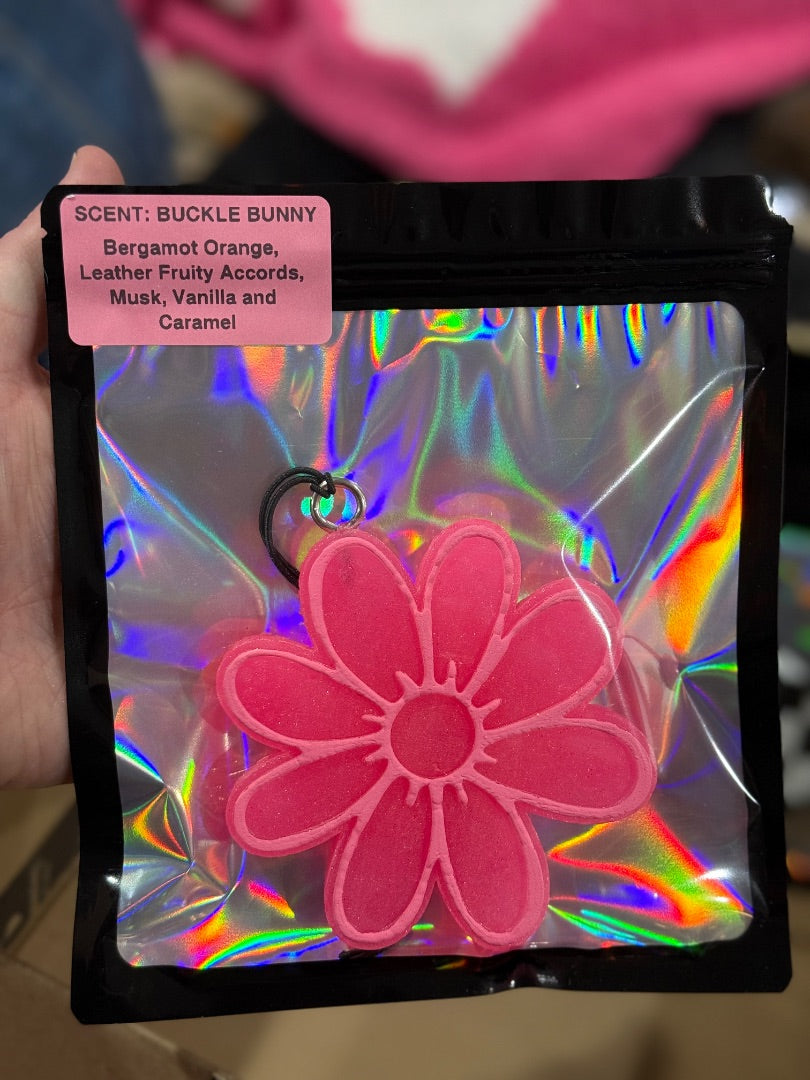 SCENT: BUCKLE BUNNY
Bergamot Orange,
Leather Fruity Accords,
Musk, Vanilla and
Caramel